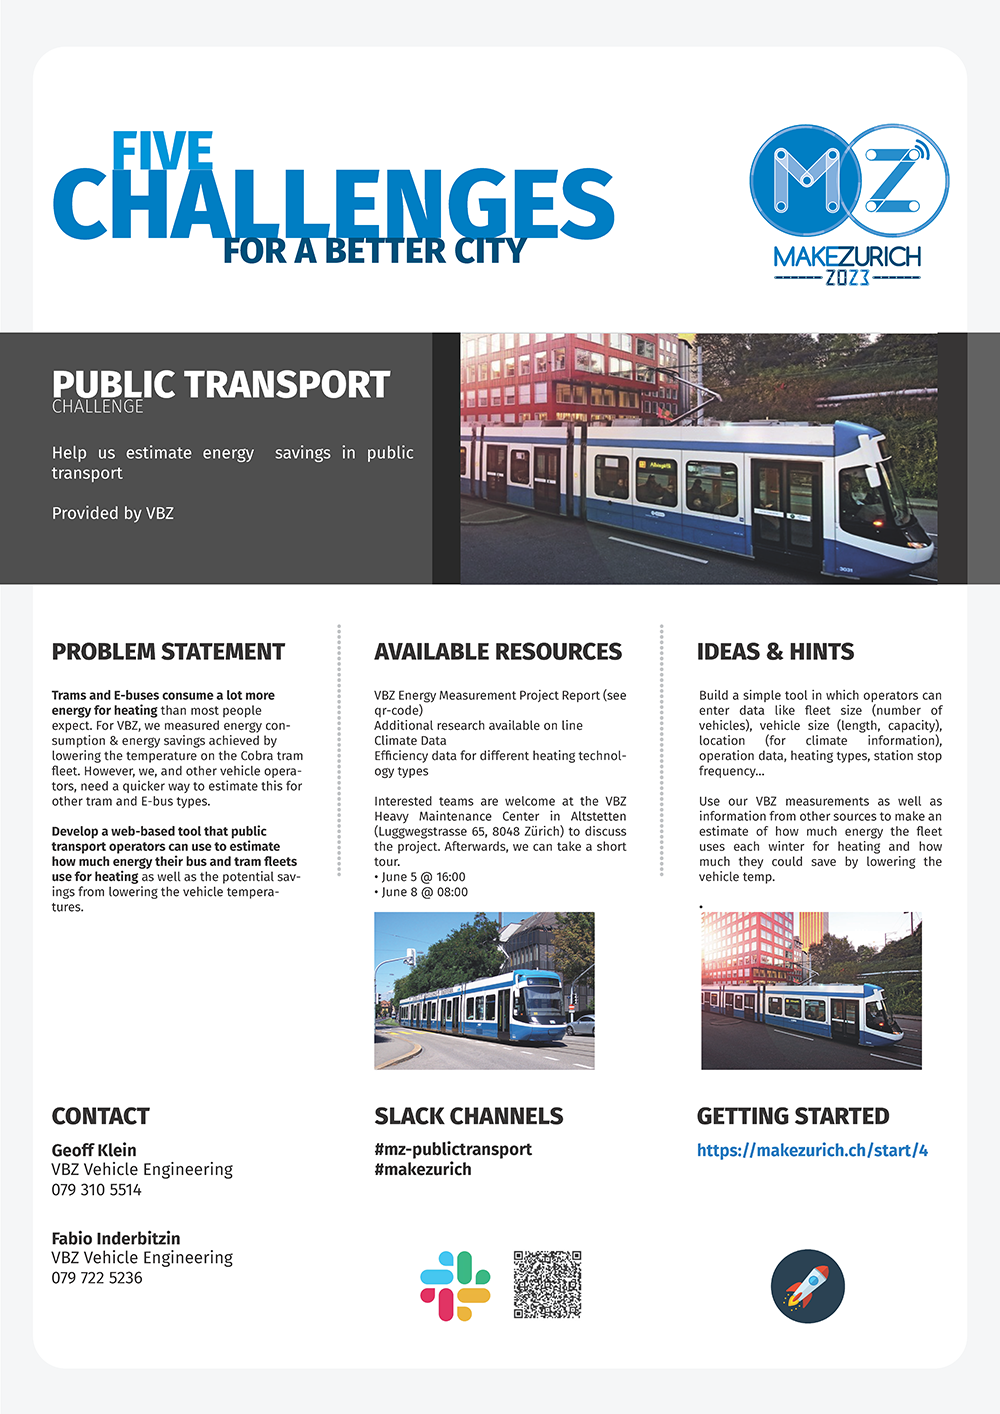 FIVE
CHALLENGES
FOR A BETTER CITY
MZ
MAKEZURICH
2023
PUBLIC TRANSPORT
CHALLENGE
Help us estimate energy savings in public
transport
Provided by VBZ
3031
PROBLEM STATEMENT
Trams and E-buses consume a lot more
energy for heating than most people
expect. For VBZ, we measured energy con-
sumption & energy savings achieved by
lowering the temperature on the Cobra tram
fleet. However, we, and other vehicle opera-
tors, need a quicker way to estimate this for
other tram and E-bus types.
Develop a web-based tool that public
transport operators can use to estimate
how much energy their bus and tram fleets
use for heating as well as the potential sav-
ings from lowering the vehicle tempera-
tures.
AVAILABLE RESOURCES
VBZ Energy Measurement Project Report (see
qr-code)
Additional research available on line
Climate Data
Efficiency data for different heating technol-
ogy types
Interested teams are welcome at the VBZ
Heavy Maintenance Center in Altstetten
(Luggwegstrasse 65, 8048 Zürich) to discuss
the project. Afterwards, we can take a short
tour.
• June 5 @ 16:00
• June 8 @ 08:00
IDEAS & HINTS
Build a simple tool in which operators can
enter data like fleet size (number of
vehicles), vehicle size (length, capacity),
location (for climate information),
operation data, heating types, station stop
frequency...
Use our VBZ measurements as well as
information from other sources to make an
estimate of how much energy the fleet
uses each winter for heating and how
much they could save by lowering the
vehicle temp.
•
CONTACT
Geoff Klein
VBZ Vehicle Engineering
079 310 5514
Fabio Inderbitzin
VBZ Vehicle Engineering
079 722 5236
SLACK CHANNELS
#mz-publictransport
#makezurich
GETTING STARTED
https://makezurich.ch/start/4